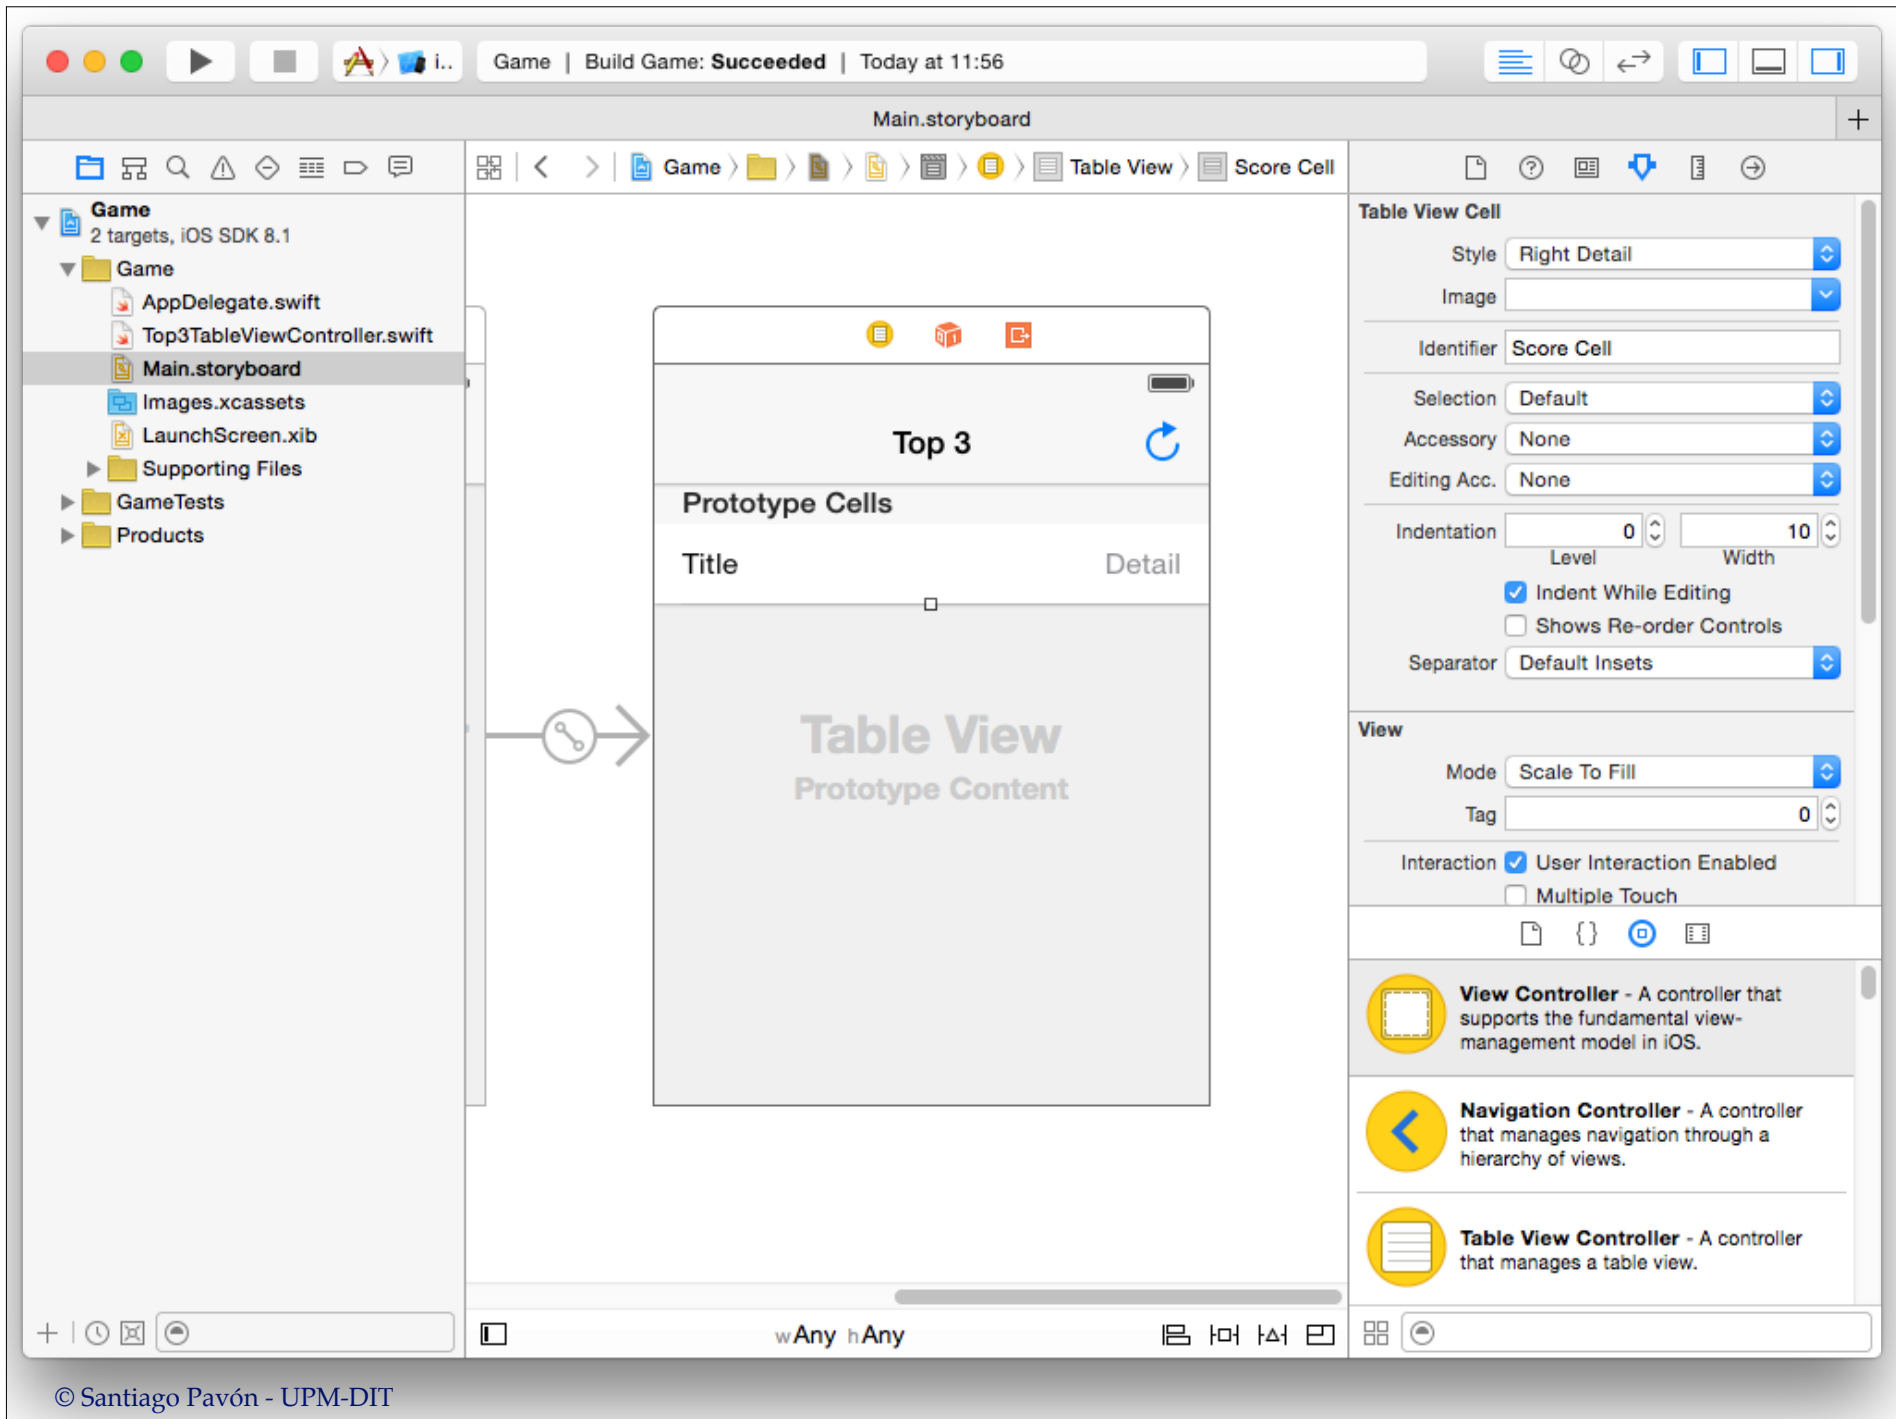 i..
Game | Build Game: Succeeded | Today at 11:56
Main.storyboard
Game
Table View
Score Cell
Game
2 targets, iOS SDK 8.1
Game
AppDelegate.swift
Top3TableViewController.swift
Main.storyboard
Images.xcassets
LaunchScreen.xib
Supporting Files
GameTests
Products
Top 3
Prototype Cells
Title Detail
Table View
Prototype Content
wAny hAny
Table View Cell
Style Right Detail
Image
Identifier Score Cell
Selection Default
Accessory None
Editing Acc. None
Indentation 0 10
Level Width
Indent While Editing
Shows Re-order Controls
Separator Default Insets
View
Mode Scale To Fill
Tag 0
Interaction User Interaction Enabled
Multiple Touch
{}
View Controller - A controller that
supports the fundamental view-
management model in iOS.
Navigation Controller - A controller
that manages navigation through a
hierarchy of views.
Table View Controller - A controller
that manages a table view.
© Santiago Pavón - UPM-DIT